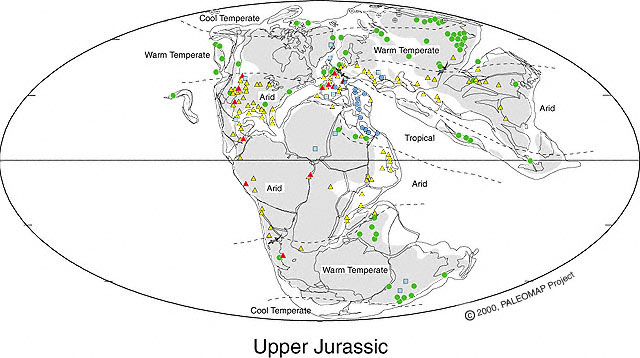 Cool Temperate
Warm Temperate
Warm Temperate
Arid
Arid
Tropical
Arid
Arid
Warm Temperate
Cool Temperate
© 2000, PALEOMAP Project
Upper Jurassic